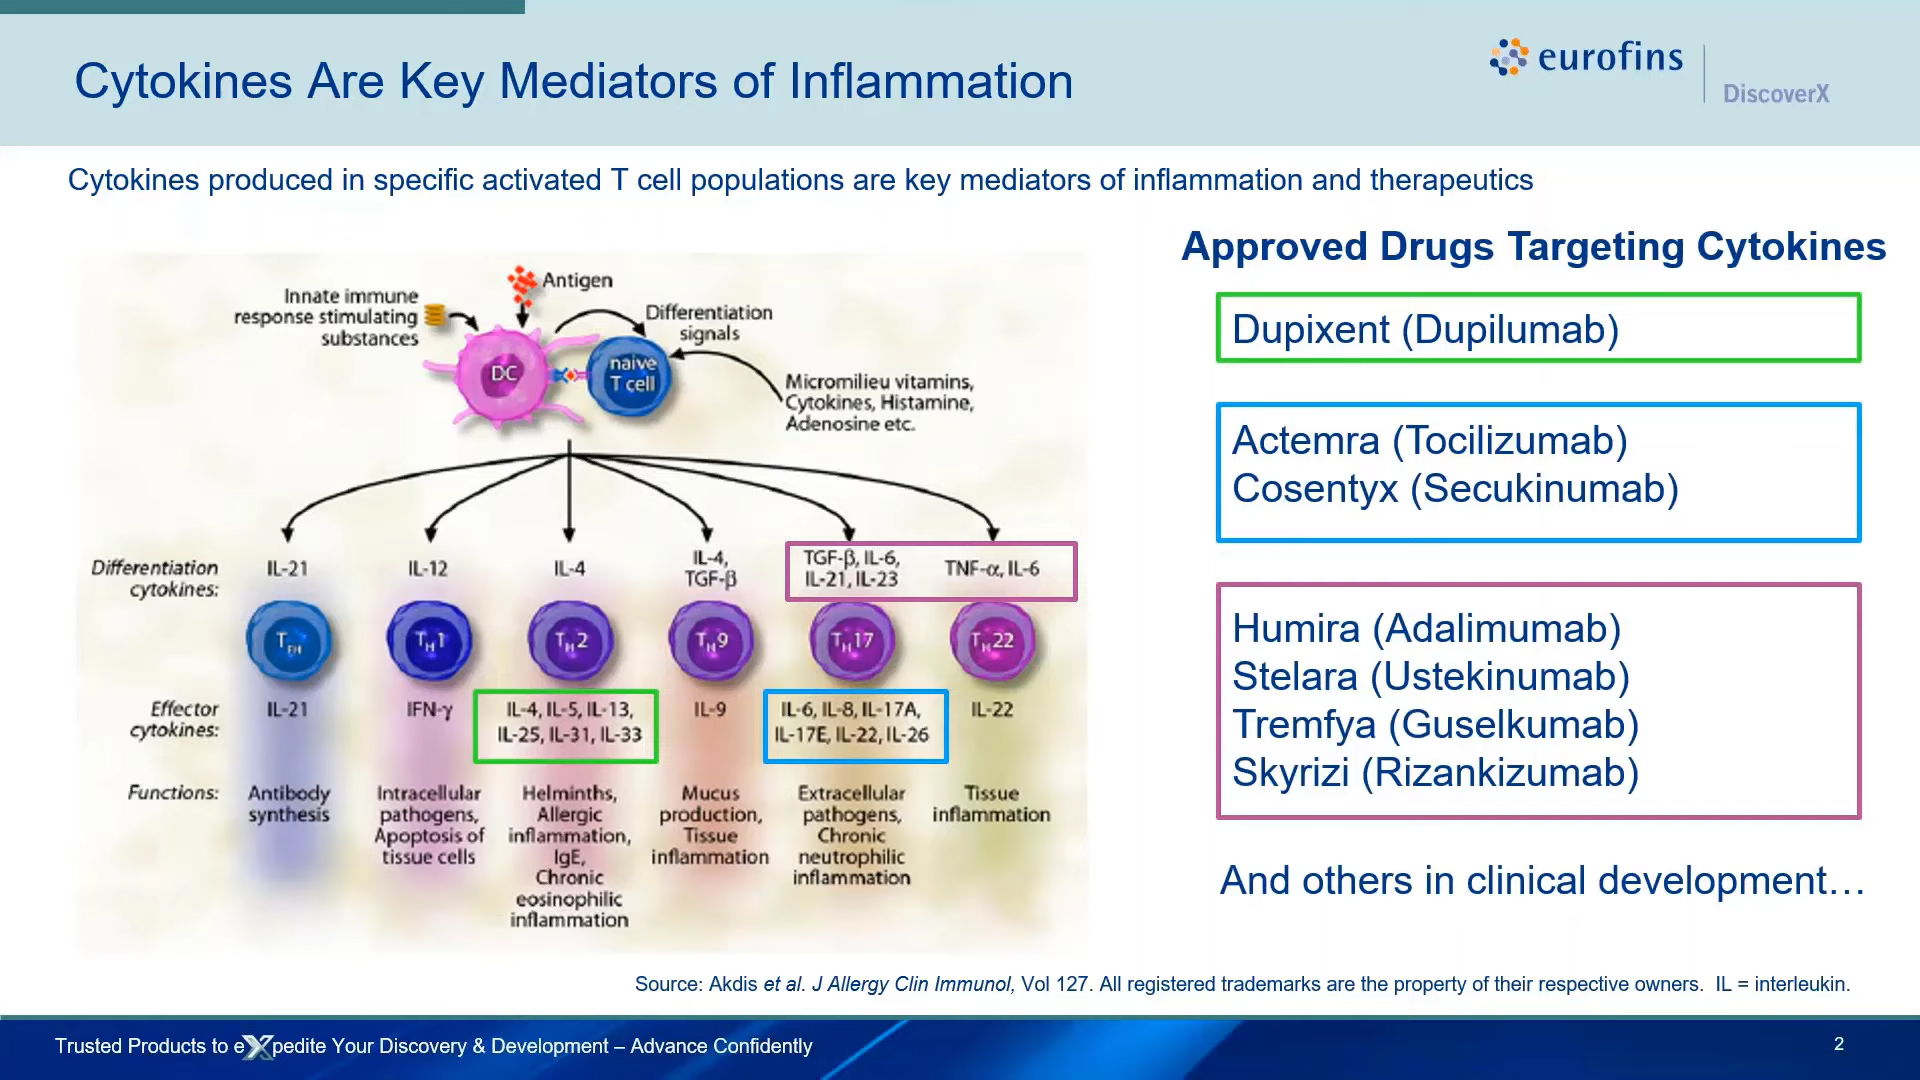 Cytokines Are Key Mediators of Inflammation
eurofins
DiscoverX
Cytokines produced in specific activated T cell populations are key mediators of inflammation and therapeutics
Approved Drugs Targeting Cytokines
Dupixent (Dupilumab)
Actemra (Tocilizumab)
Cosentyx (Secukinumab)
Humira (Adalimumab)
Stelara (Ustekinumab)
Tremfya (Guselkumab)
Skyrizi (Rizankizumab)
And others in clinical development…
Innate immune
response stimulating
substances
Antigen
Differentiation
signals
DC
naive
T cell
Micromilieu vitamins,
Cytokines, Histamine,
Adenosine etc.
Differentiation
cytokines:
IL-21
IL-12
IL-4
IL-4,
TGF-β
TGF-β, IL-6,
IL-21, IL-23
TNF-α, IL-6
TFH
TH1
TH2
TH9
TH17
TH22
Effector
cytokines:
IL-21
IFN-γ
IL-4, IL-5, IL-13,
IL-25, IL-31, IL-33
IL-9
IL-6, IL-8, IL-17A,
IL-17E, IL-22, IL-26
IL-22
Functions:
Antibody
synthesis
Intracellular
pathogens,
Apoptosis of
tissue cells
Helminths,
Allergic
inflammation,
IgE,
Chronic
eosinophilic
inflammation
Mucus
production,
Tissue
inflammation
Extracellular
pathogens,
Chronic
neutrophilic
inflammation
Tissue
inflammation
Source: Akdis et al. J Allergy Clin Immunol, Vol 127. All registered trademarks are the property of their respective owners. IL = interleukin.
Trusted Products to eXpedite Your Discovery & Development – Advance Confidently
2